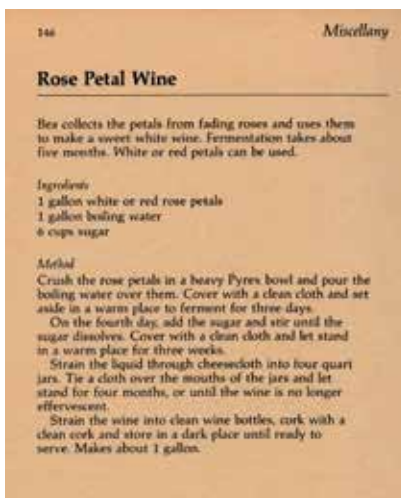 146 Miscellany
Rose Petal Wine
Bea collects the petals from fading roses and uses them
to make a sweet white wine. Fermentation takes about
five months. White or red petals can be used.
Ingredients
1 gallon white or red rose petals
1 gallon boiling water
6 cups sugar
Method
Crush the rose petals in a heavy Pyrex bowl and pour the
boiling water over them. Cover with a clean cloth and set
aside in a warm place to ferment for three days.
On the fourth day, add the sugar and stir until the
sugar dissolves. Cover with a clean cloth and let stand
in a warm place for three weeks.
Strain the liquid through cheesecloth into four quart
jars. Tie a cloth over the mouths of the jars and let
stand for four months, or until the wine is no longer
effervescent.
Strain the wine into clean wine bottles, cork with a
clean cork and store in a dark place until ready to
serve. Makes about 1 gallon.